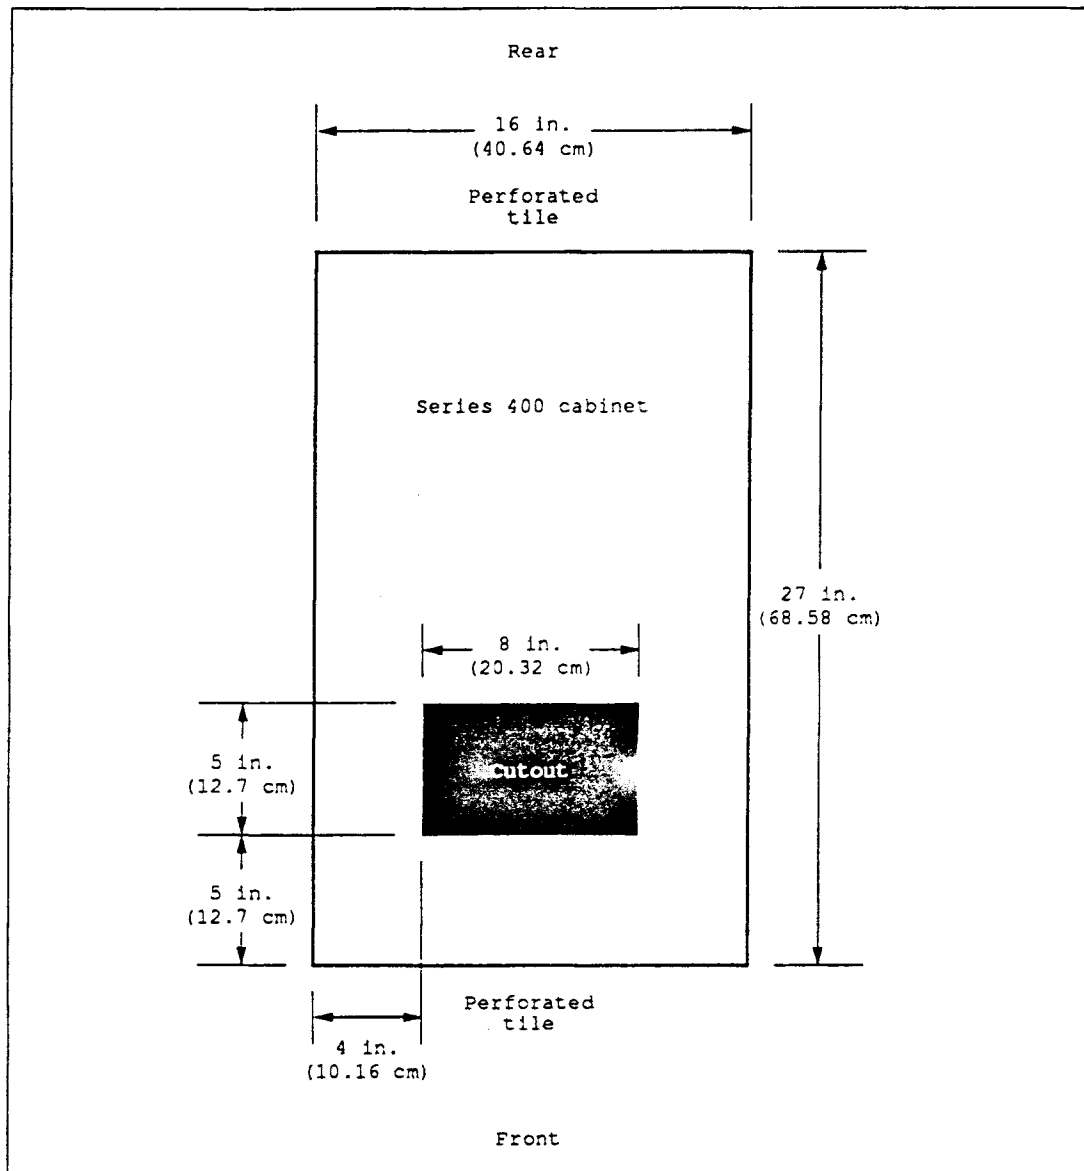 Rear
16 in.
(40.64 cm)
Perforated
tile
Series 400 cabinet
27 in.
(68.58 cm)
8 in.
(20.32 cm)
5 in.
(12.7 cm)
Cutout
5 in.
(12.7 cm)
Perforated
tile
4 in.
(10.16 cm)
Front